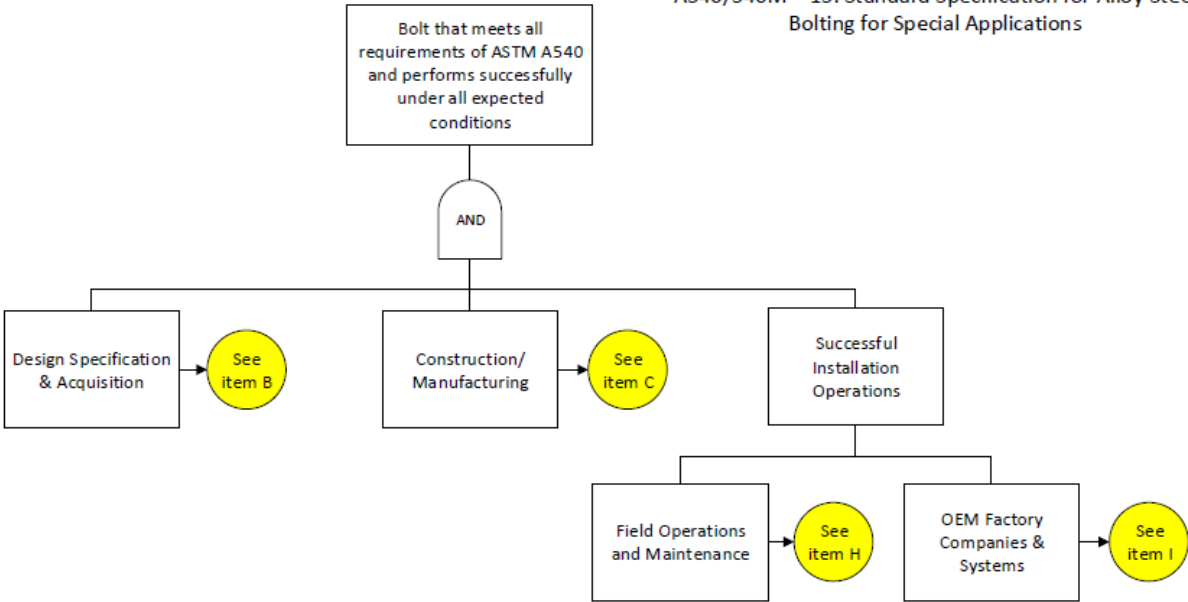 Bolting for Special Applications
Bolt that meets all
requirements of ASTM A540
and performs successfully
under all expected
conditions
AND
Design Specification
& Acquisition
See
item B
Construction/
Manufacturing
See
item C
Successful
Installation
Operations
Field Operations
and Maintenance
See
item H
OEM Factory
Companies &
Systems
See
item I